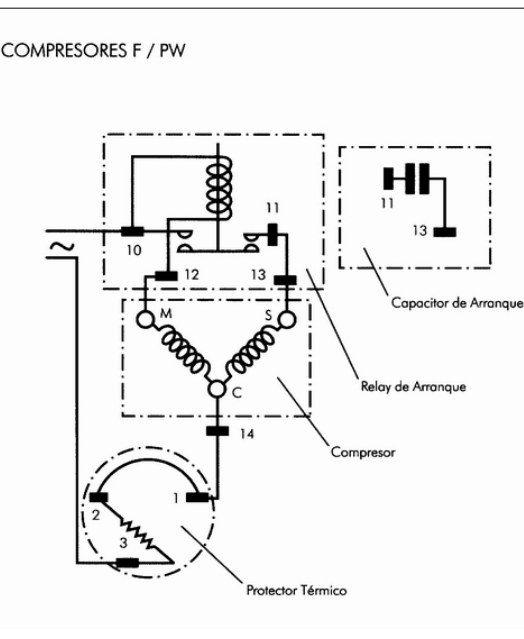 COMPRESORES F / PW
11
10
12
13
11
13
Capacitor de Arranque
M
S
C
Relay de Arranque
14
Compresor
2
1
3
Protector Térmico